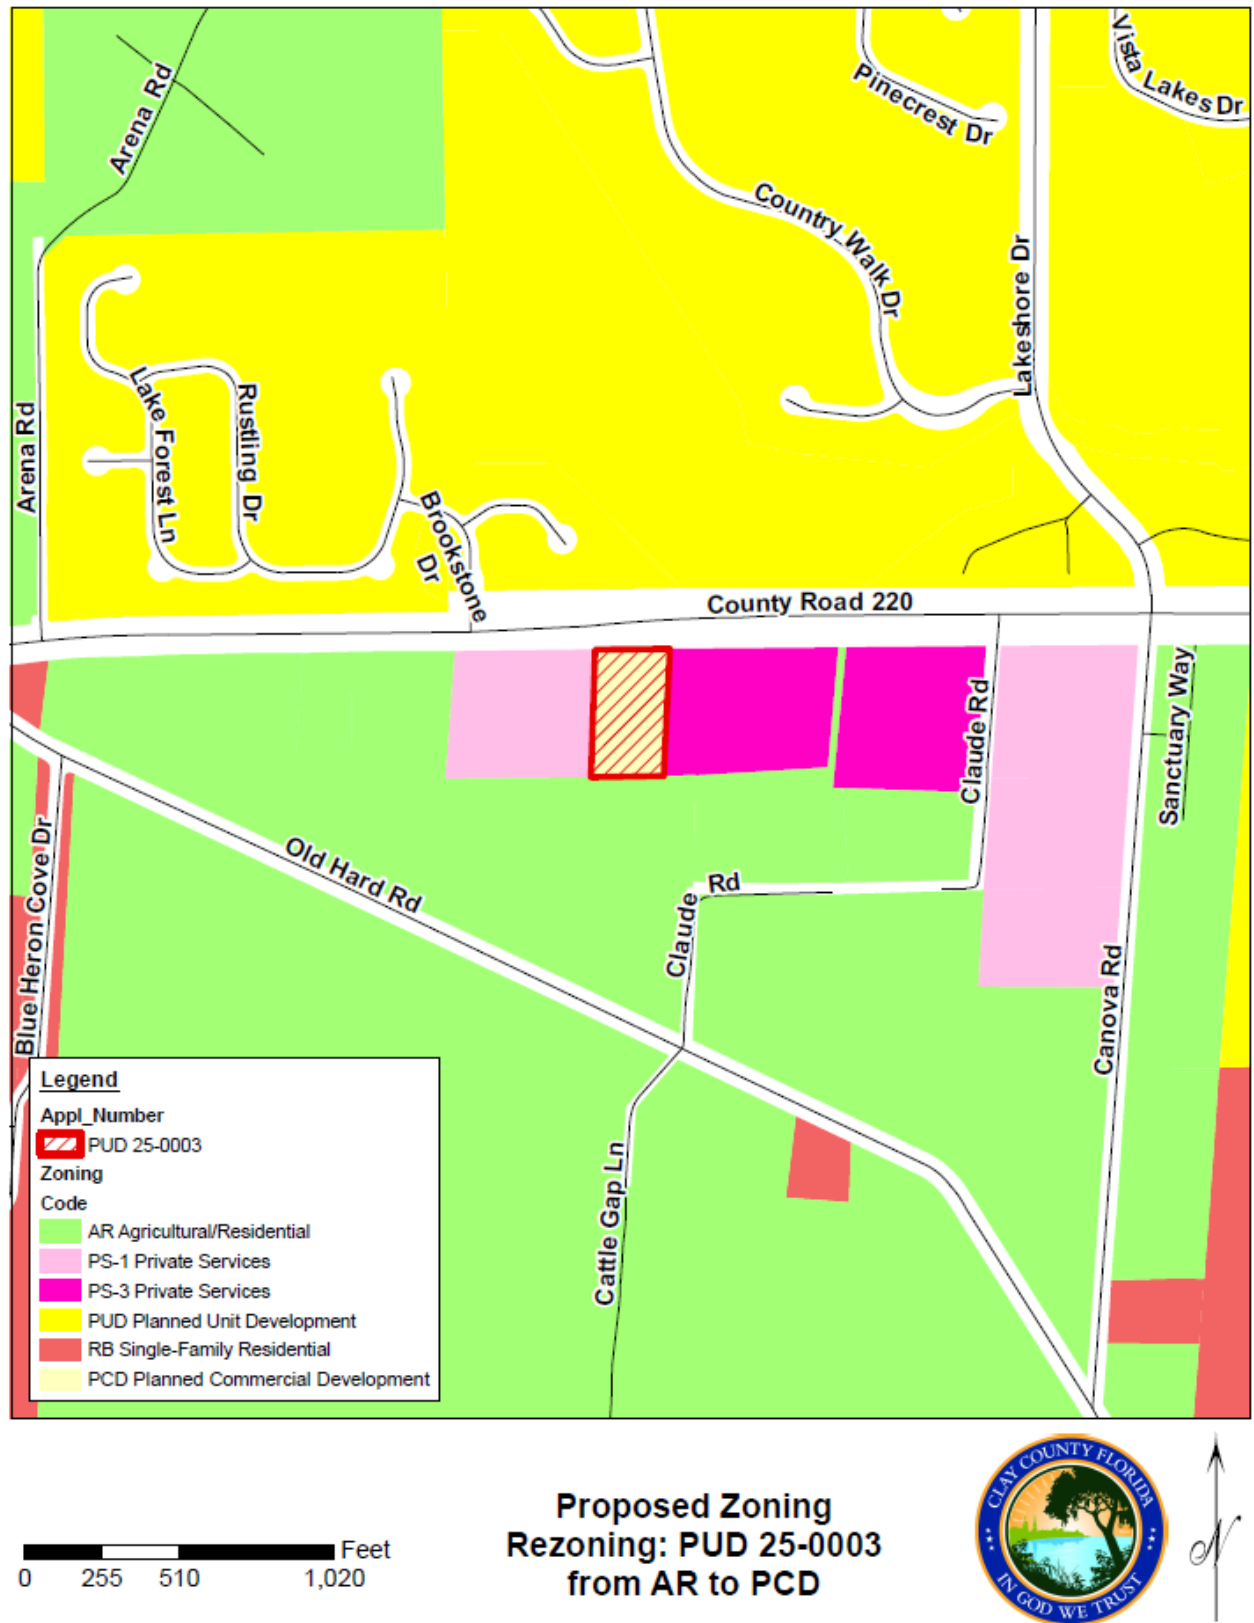 Arena Rd
Pinecrest Dr
Vista Lakes Dr
Country Walk Dr
Lakeshore Dr
Arena Rd
Lake Forest Ln
Rustling Dr
Brookstone
Dr
County Road 220
Claude Rd
Sanctuary Way
Old Hard Rd
Blue Heron Cove Dr
Claude
Rd
Canova Rd
Cattle Gap Ln
Legend
Appl_Number
PUD 25-0003
Zoning
Code
AR Agricultural/Residential
PS-1 Private Services
PS-3 Private Services
PUD Planned Unit Development
RB Single-Family Residential
PCD Planned Commercial Development
Feet
0 255 510 1,020
Proposed Zoning
Rezoning: PUD 25-0003
from AR to PCD
CLAY COUNTY FLORIDA
IN GOD WE TRUST
N